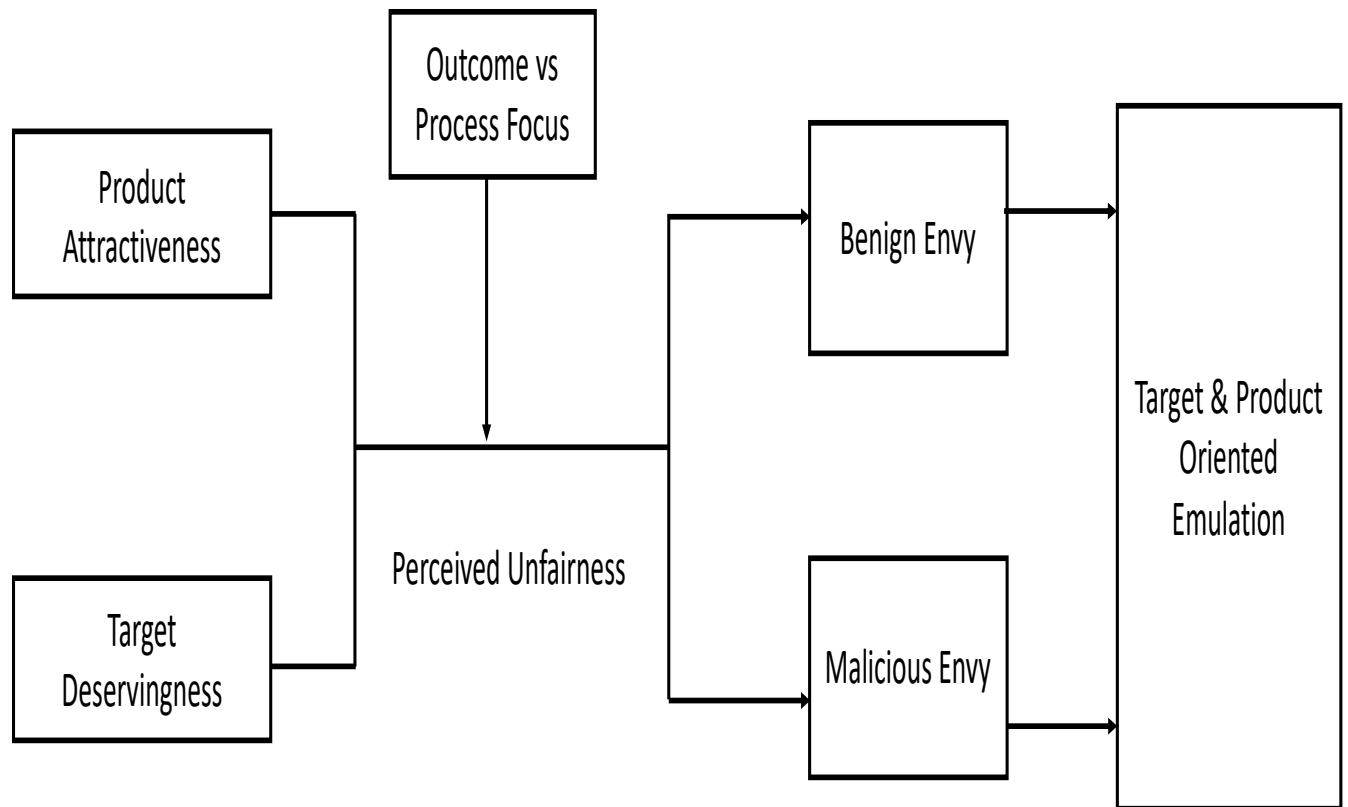 Outcome vs
Process Focus
Product
Attractiveness
Benign Envy
Target & Product
Oriented
Emulation
Perceived Unfairness
Target
Deservingness
Malicious Envy